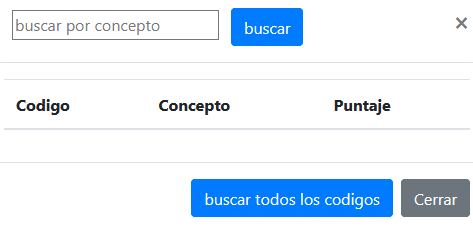 buscar por concepto buscar ×
Codigo Concepto Puntaje
buscar todos los codigos Cerrar